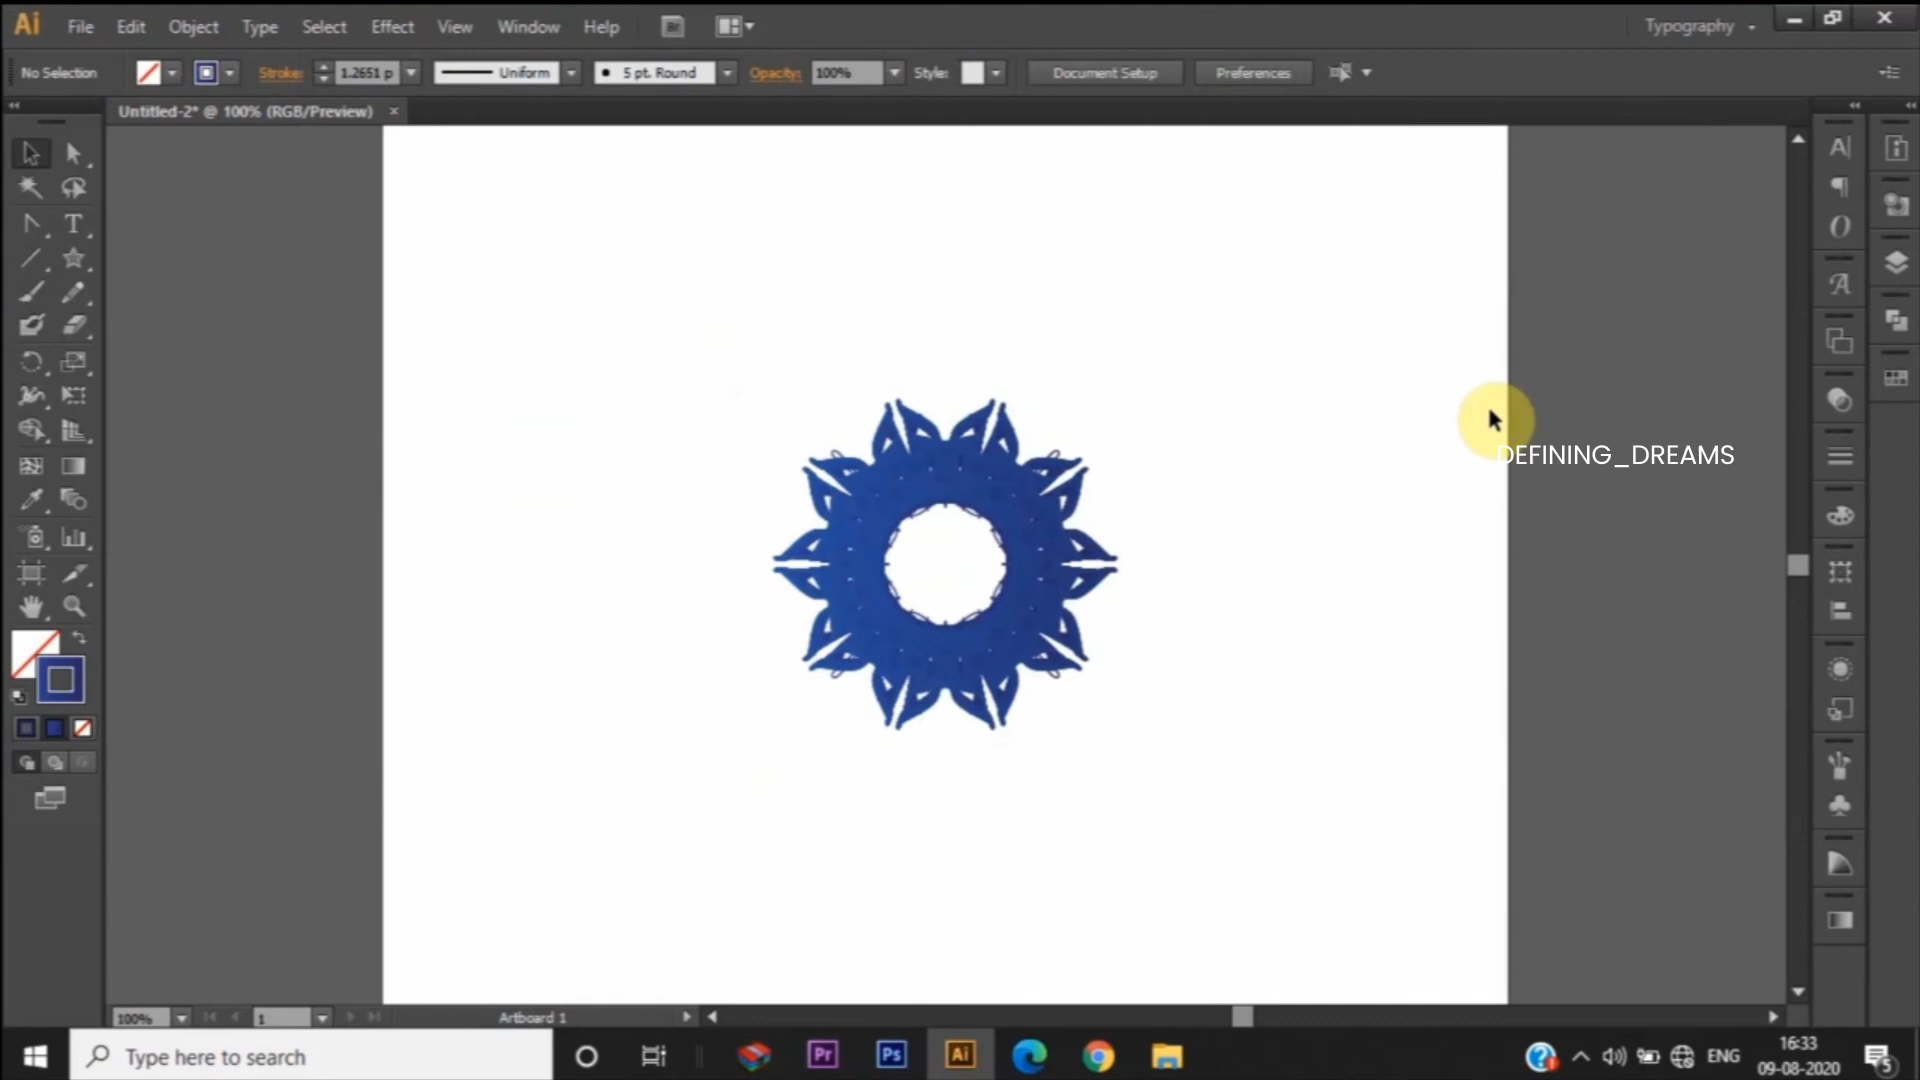 Ai File Edit Object Type Select Effect View Window Help Br Typography
No Selection Stroke: 1.2651 p Uniform 5 pt. Round Opacity: 100% Style: Document Setup Preferences
Untitled-2* @ 100% (RGB/Preview) ×
DEFINING_DREAMS
100% 1 Artboard 1
Type here to search Pr Ps Ai ENG 16:33
09-08-2020 5